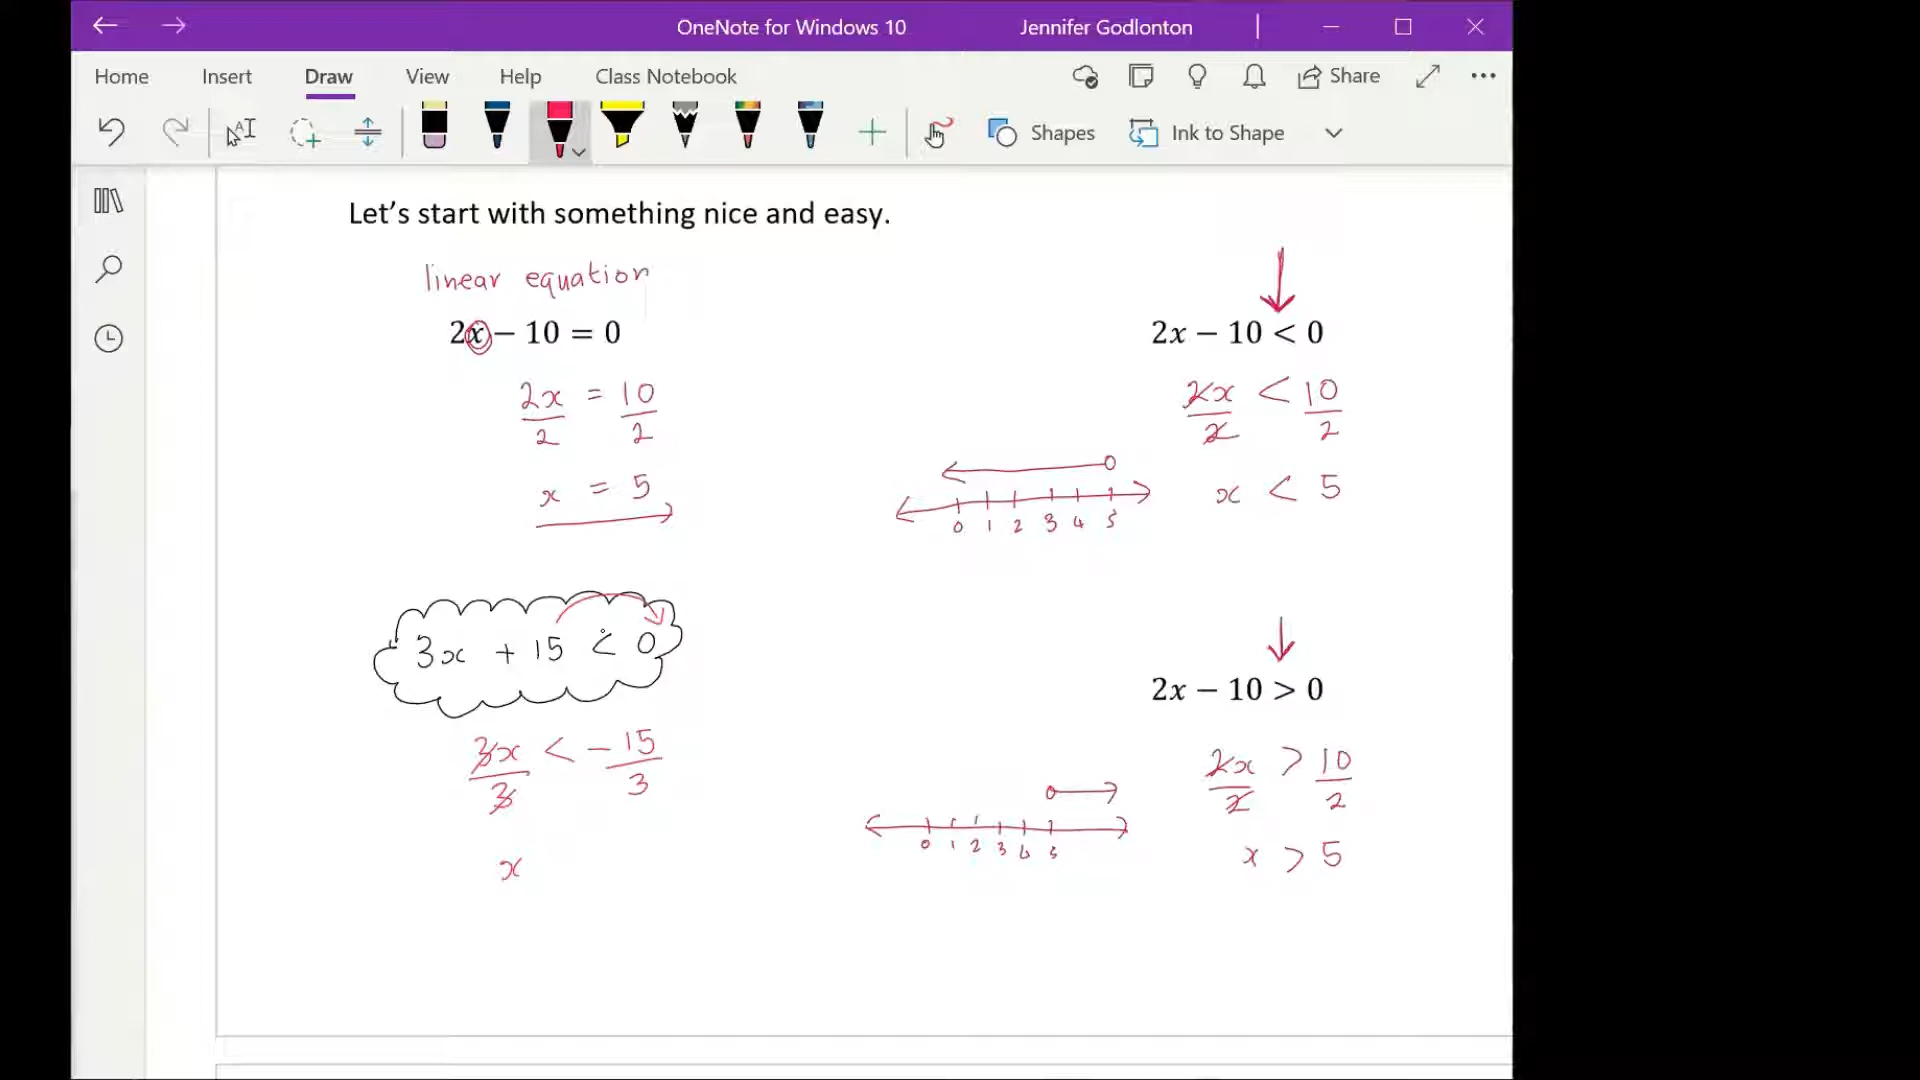 OneNote for Windows 10 Jennifer Godlonton
Home Insert Draw View Help Class Notebook Share
Shapes Ink to Shape
Let's start with something nice and easy.
linear equation
2x − 10 = 0
2x = 10
2 2
x = 5
2x − 10 < 0
2x < 10
2 2
x < 5
0 1 2 3 4 5
3x + 15 < 0
3x < − 15
3 3
x
2x − 10 > 0
2x > 10
2 2
x > 5
0 1 2 3 4 5